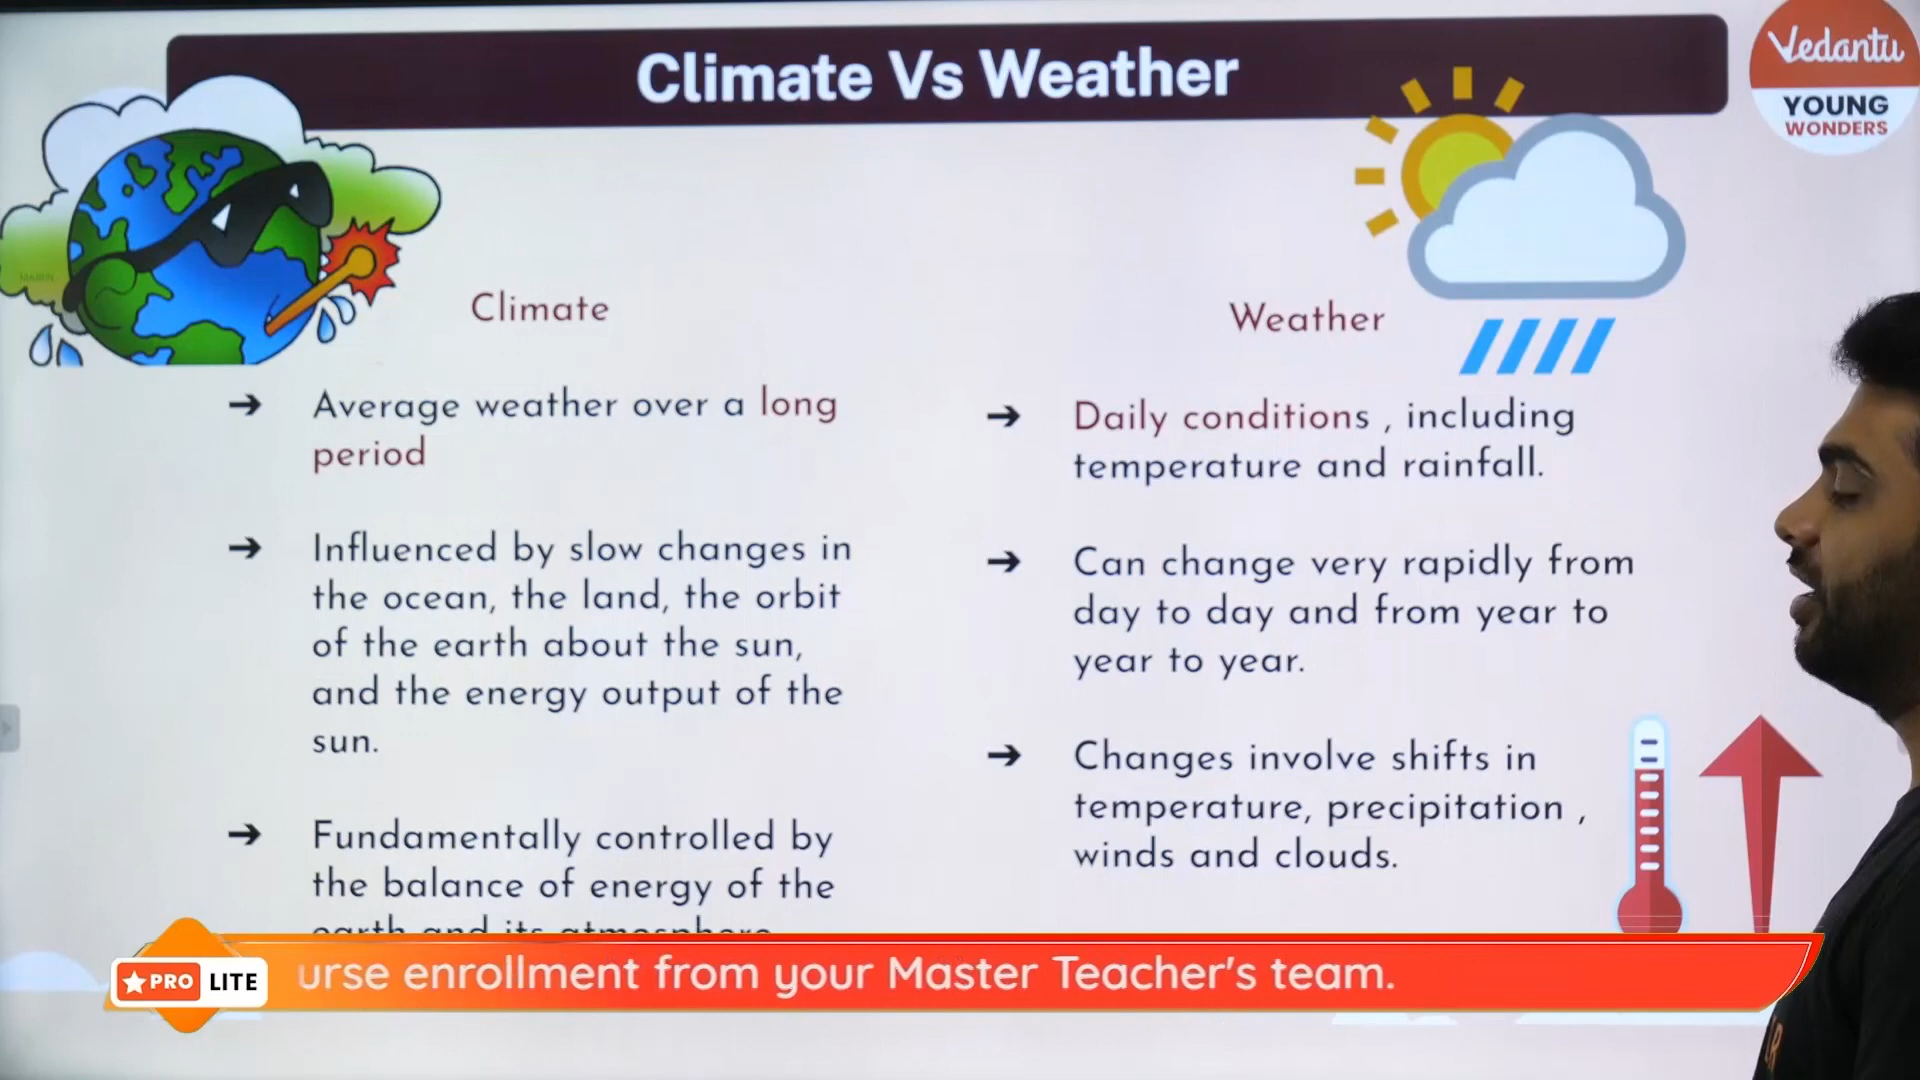 Climate Vs Weather
Vedantu
YOUNG
WONDERS
Climate
➔ Average weather over a long
period
➔ Influenced by slow changes in
the ocean, the land, the orbit
of the earth about the sun,
and the energy output of the
sun.
➔ Fundamentally controlled by
the balance of energy of the
earth and its atmosphere
Weather
➔ Daily conditions , including
temperature and rainfall.
➔ Can change very rapidly from
day to day and from year to
year to year.
➔ Changes involve shifts in
temperature, precipitation ,
winds and clouds.
PRO LITE
urse enrollment from your Master Teacher's team.